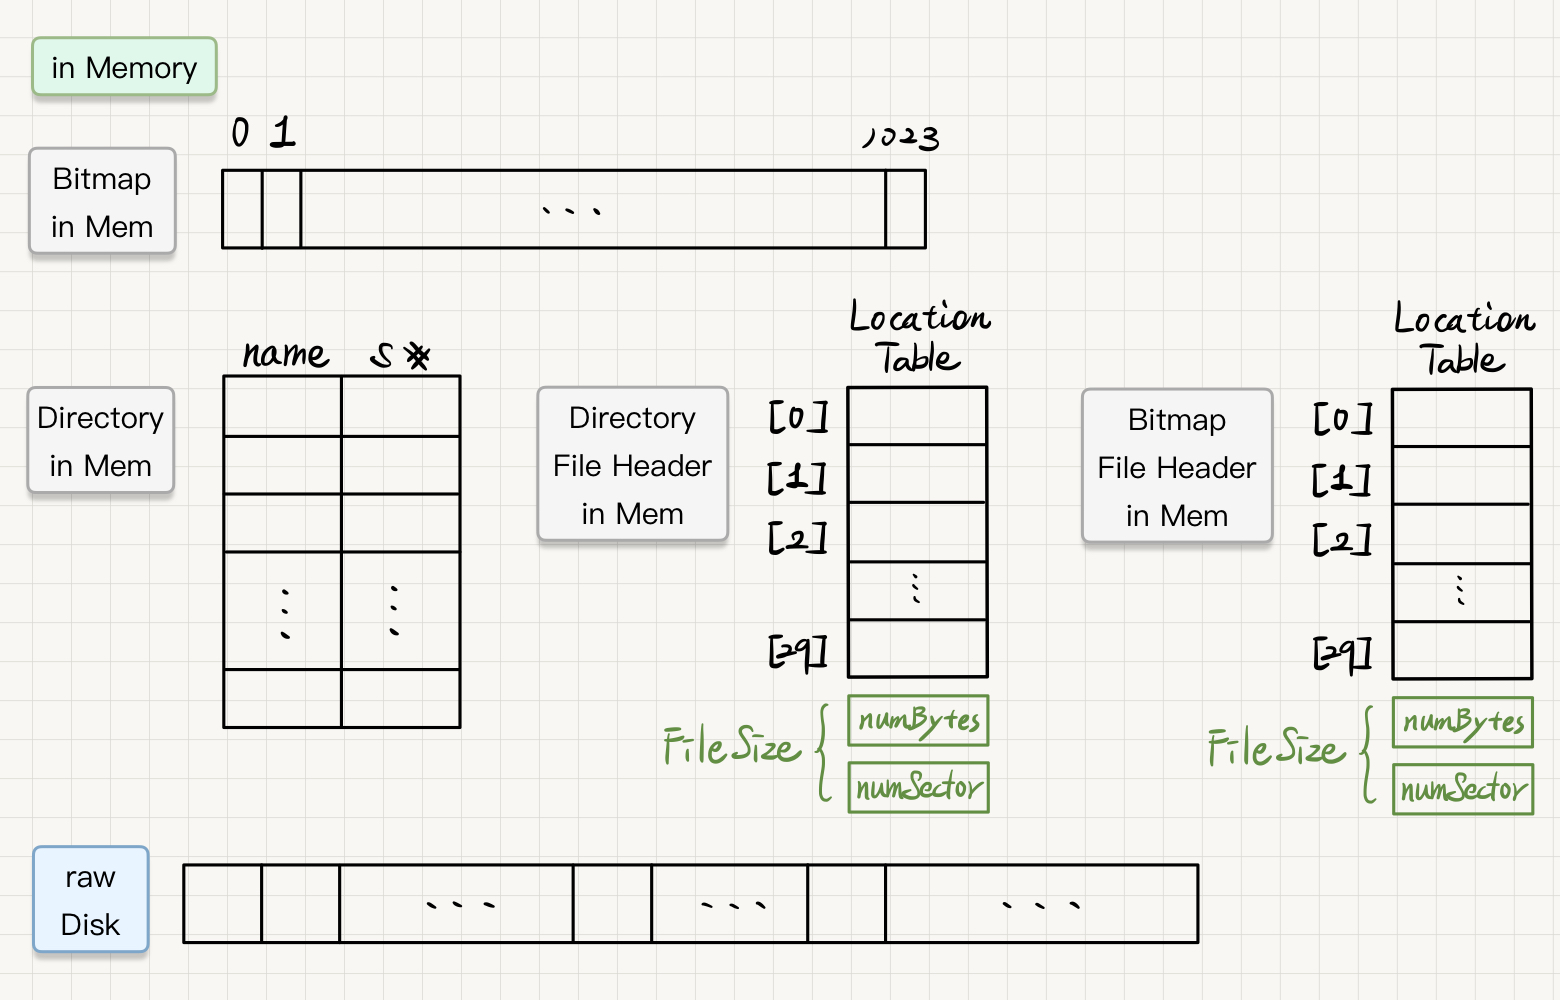 in Memory
0 1 1023
Bitmap
in Mem
...
name S *
Directory
in Mem
Directory
File Header
in Mem
Location
Table
[0]
[1]
[2]
[29]
FileSize {
numBytes
numSector
Bitmap
File Header
in Mem
Location
Table
[0]
[1]
[2]
[29]
FileSize {
numBytes
numSector
raw
Disk
... ... ...